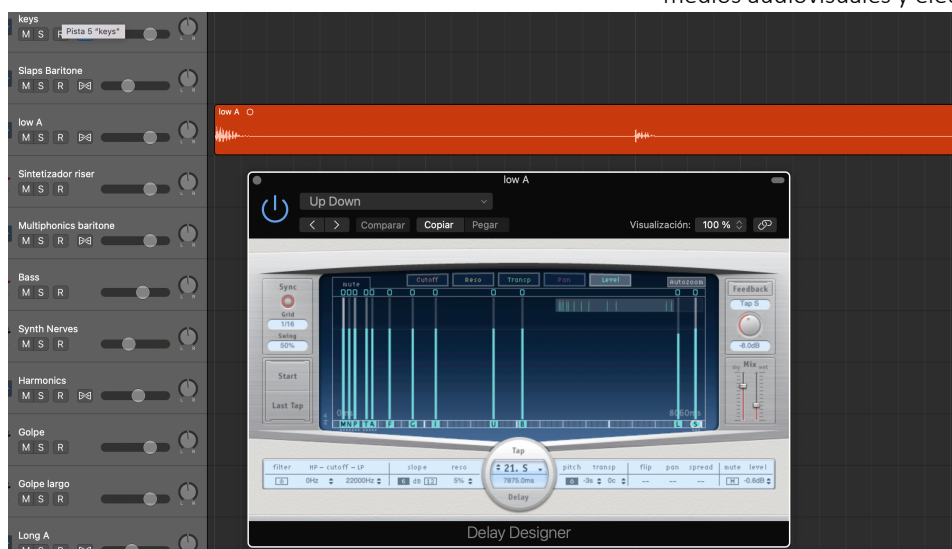 keys
M S R
Pista 5 "keys"
Slaps Baritone
M S R
low A
M S R
Sintetizador riser
M S R
Multiphonics baritone
M S R
Bass
M S R
Synth Nerves
M S R
Harmonics
M S R
Golpe
M S R
Golpe largo
M S R
Long A
low A
low A
Up Down
Comparar Copiar Pegar
Visualización: 100 %
Sync
Grid
1/16
Swing
50%
Start
Last Tap
mute
Cutoff Reso Transp Pan Level
Autozoom
0ms
8060ms
M N P T A F G I U R L S
Feedback
Tap S
-8.0dB
dry Mix wet
Tap
21. S
7875.0ms
Delay
filter HP – cutoff – LP slope reso
0Hz 22000Hz 6 dB 12 5%
pitch transp flip pan spread mute level
-3s 0c -- -- -- M -0.6dB
Delay Designer